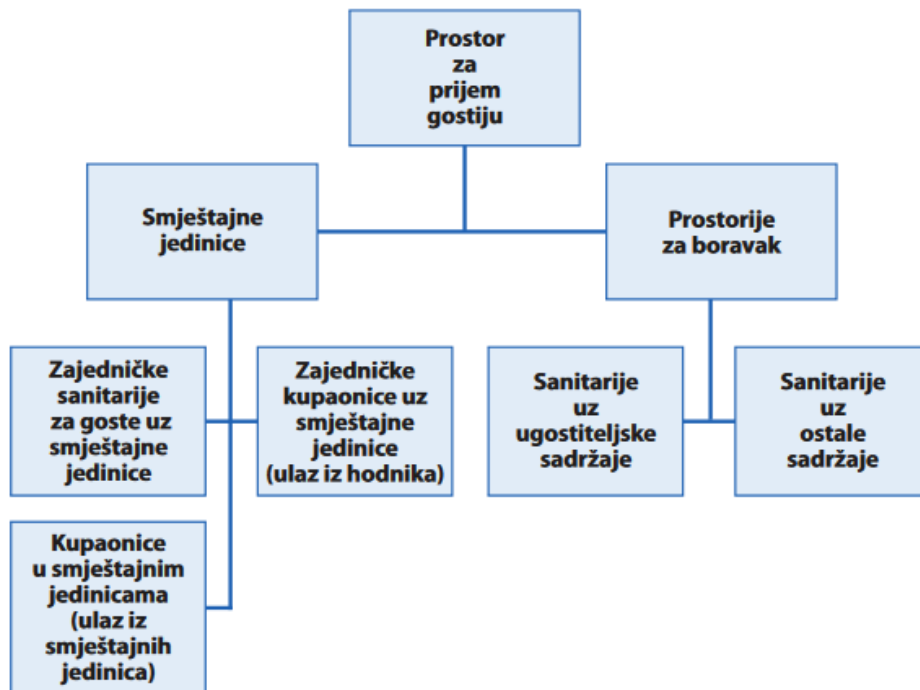 Prostor
za
prijem
gostiju
Smještajne
jedinice
Prostorije
za boravak
Zajedničke
sanitarije
za goste uz
smještajne
jedinice
Zajedničke
kupaonice uz
smještajne
jedinice
(ulaz iz hodnika)
Sanitarije
uz
ugostiteljske
sadržaje
Sanitarije
uz
ostale
sadržaje
Kupaonice
u smještajnim
jedinicama
(ulaz iz
smještajnih
jedinica)